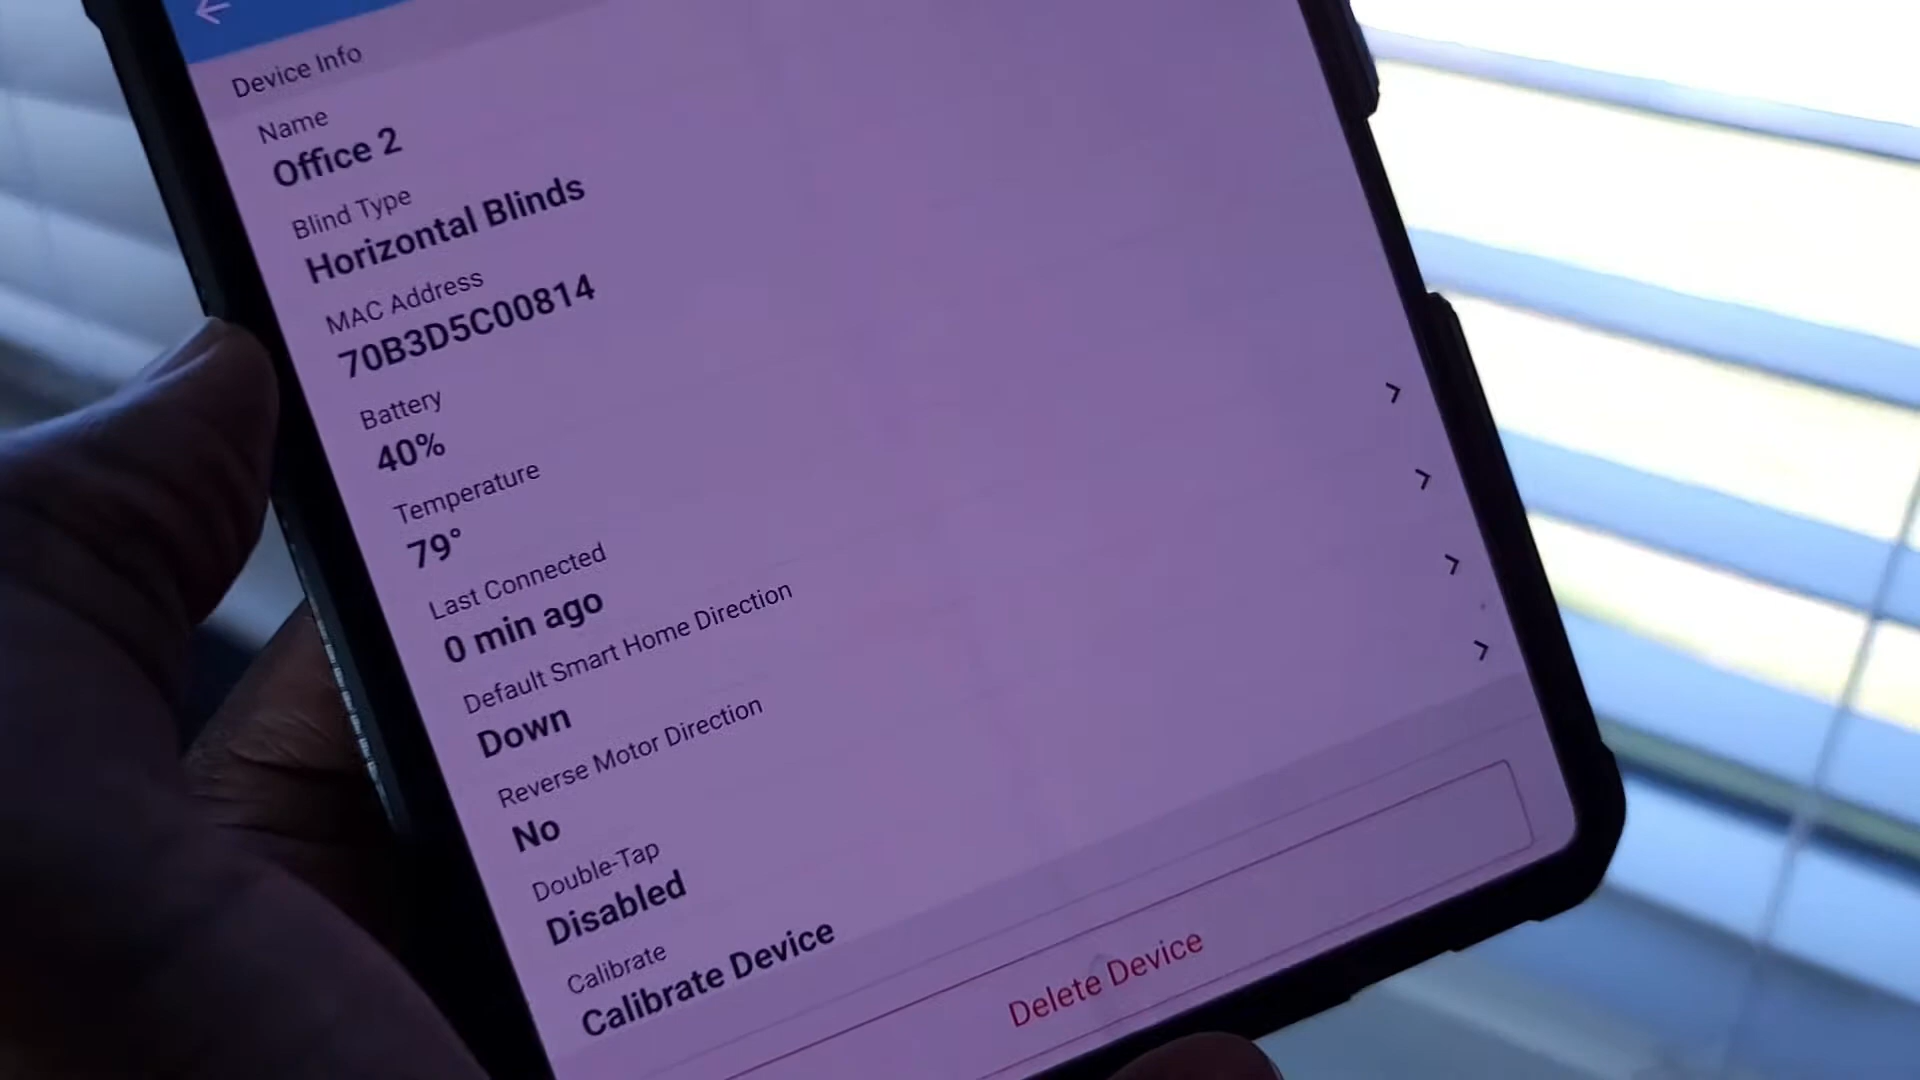 Device Info
Name
Office 2
Blind Type
Horizontal Blinds
MAC Address
70B3D5C00814
Battery
40%
Temperature
79°
Last Connected
0 min ago
Default Smart Home Direction
Down
Reverse Motor Direction
No
Double-Tap
Disabled
Calibrate
Calibrate Device
Delete Device